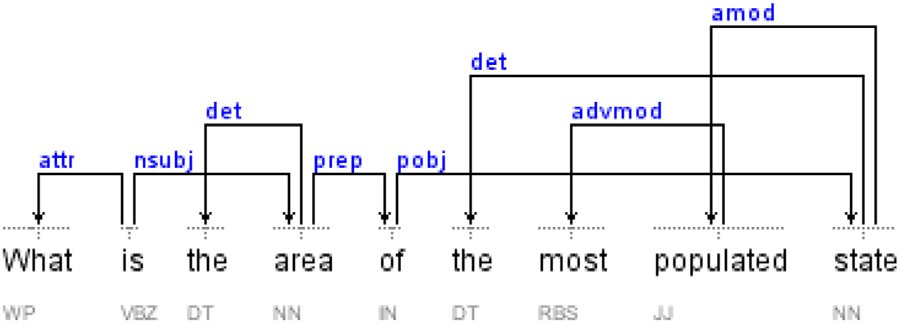 amod
det
det advmod
attr nsubj prep pobj
What is the area of the most populated state
WP VBZ DT NN IN DT RBS JJ NN